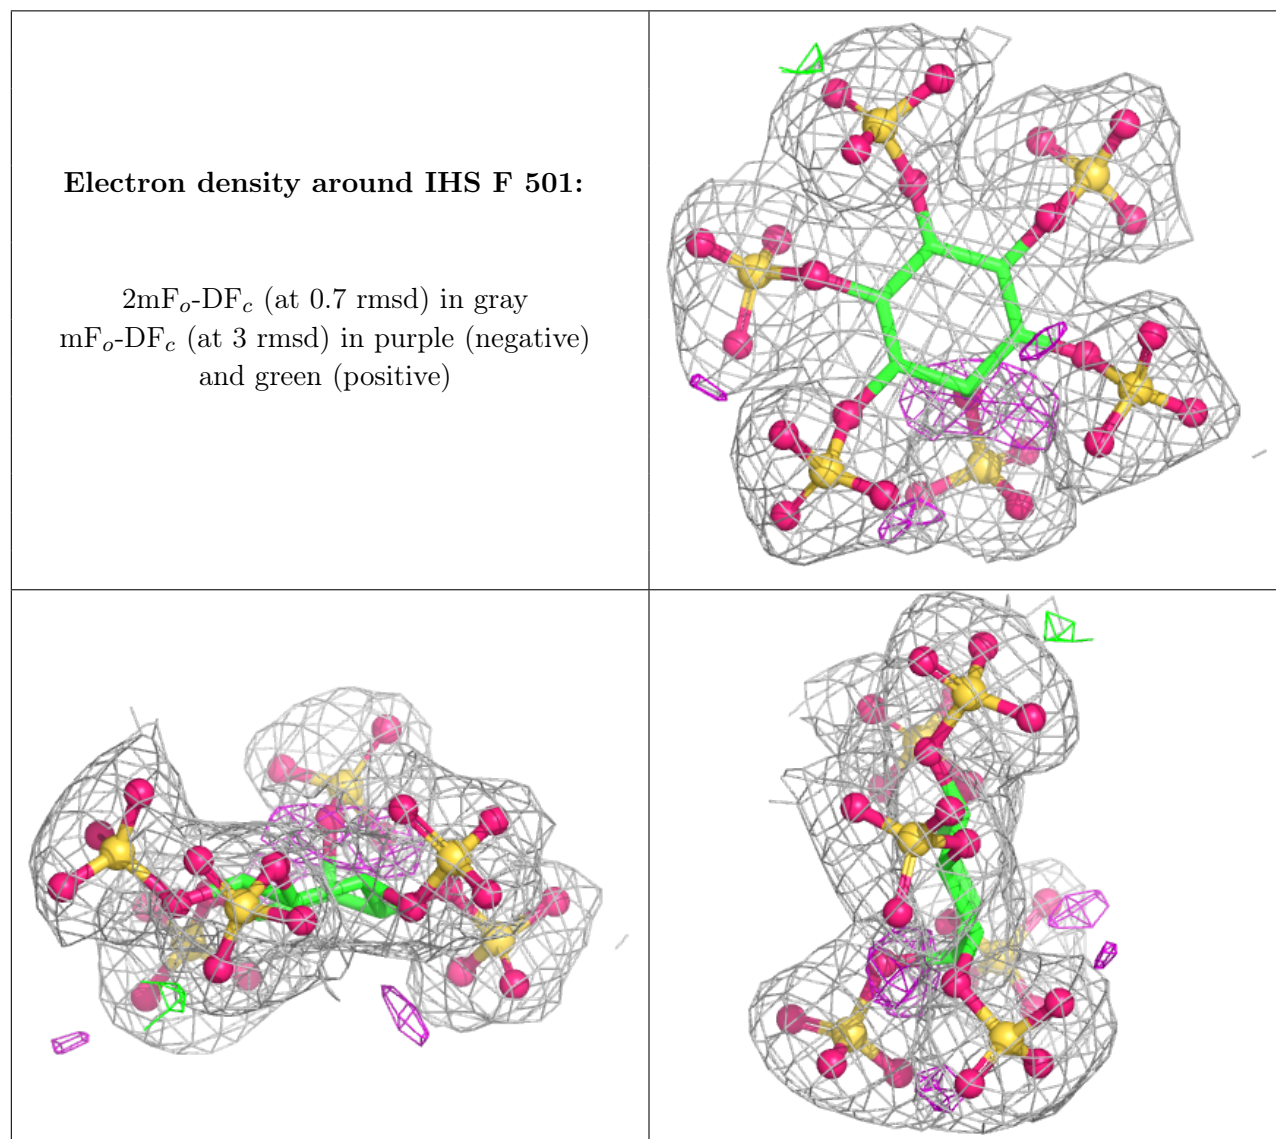 Electron density around IHS F 501:
2mFₒ-DF𝒸 (at 0.7 rmsd) in gray
mFₒ-DF𝒸 (at 3 rmsd) in purple (negative)
and green (positive)